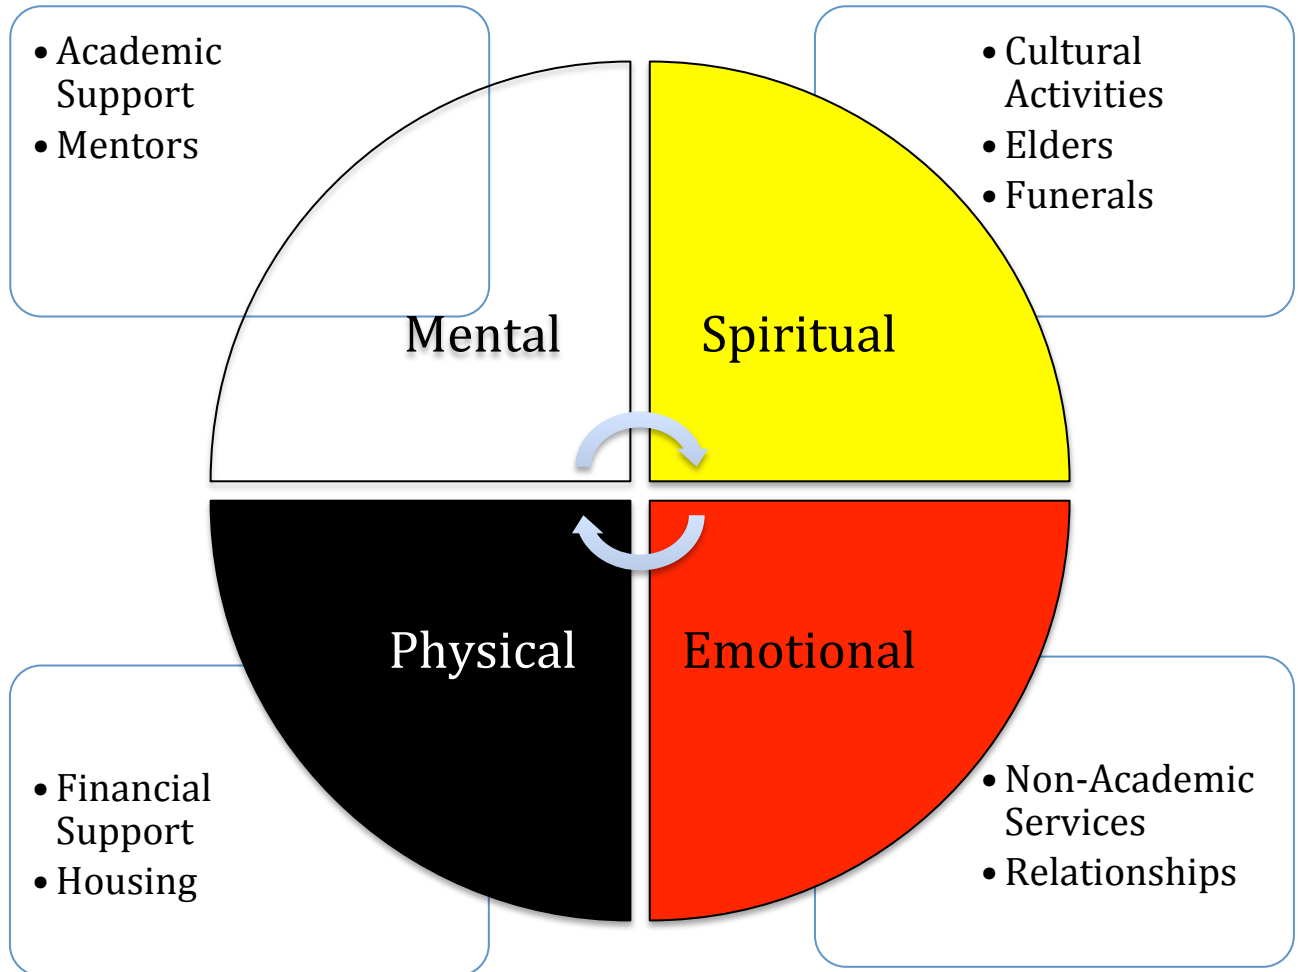 • Academic
Support
• Mentors
• Cultural
Activities
• Elders
• Funerals
Mental
Spiritual
Physical
Emotional
• Financial
Support
• Housing
• Non-Academic
Services
• Relationships